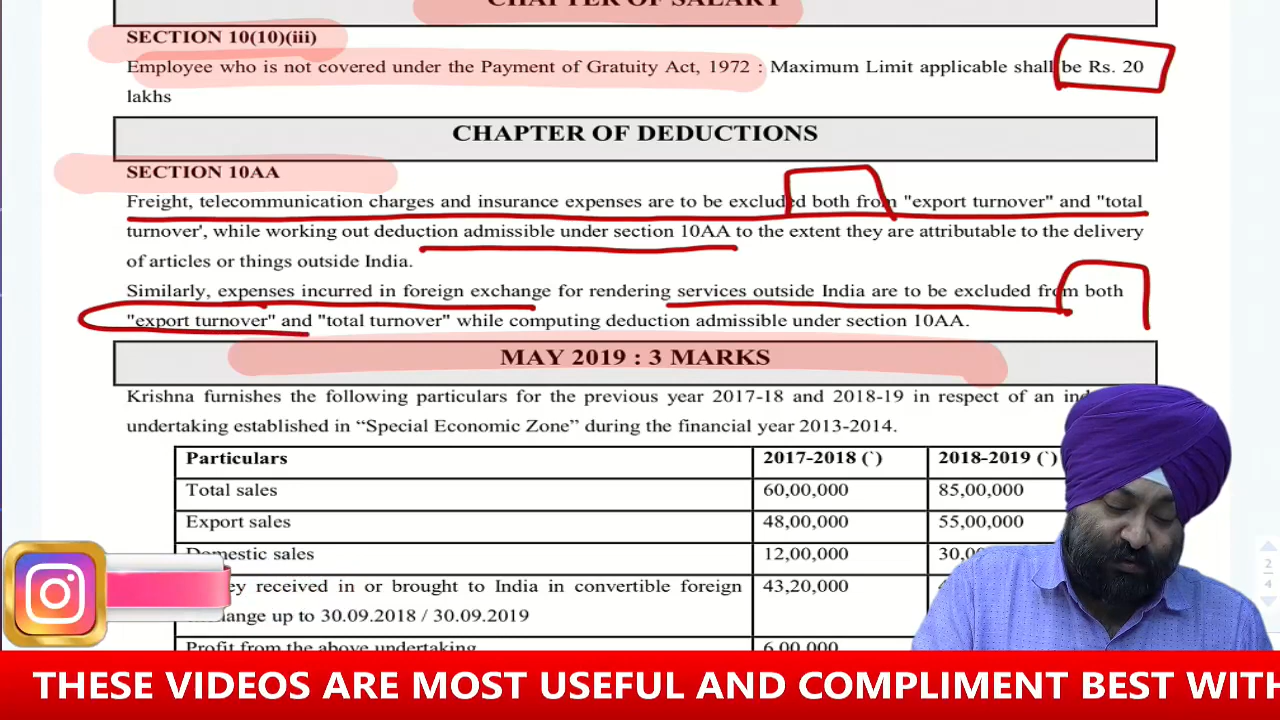 CHAPTER OF SALARY
SECTION 10(10)(iii)
Employee who is not covered under the Payment of Gratuity Act, 1972 : Maximum Limit applicable shall be Rs. 20
lakhs
CHAPTER OF DEDUCTIONS
SECTION 10AA
Freight, telecommunication charges and insurance expenses are to be excluded both from "export turnover" and "total
turnover', while working out deduction admissible under section 10AA to the extent they are attributable to the delivery
of articles or things outside India.
Similarly, expenses incurred in foreign exchange for rendering services outside India are to be excluded from both
"export turnover" and "total turnover" while computing deduction admissible under section 10AA.
MAY 2019 : 3 MARKS
Krishna furnishes the following particulars for the previous year 2017-18 and 2018-19 in respect of an
undertaking established in “Special Economic Zone” during the financial year 2013-2014.
Particulars 2017-2018 (`) 2018-2019 (`)
Total sales 60,00,000 85,00,000
Export sales 48,00,000 55,00,000
Domestic sales 12,00,000
received in or brought to India in convertible foreign 43,20,000
up to 30.09.2018 / 30.09.2019
Profit from the above undertaking 6,00,000
2
4
THESE VIDEOS ARE MOST USEFUL AND COMPLIMENT BEST WITH